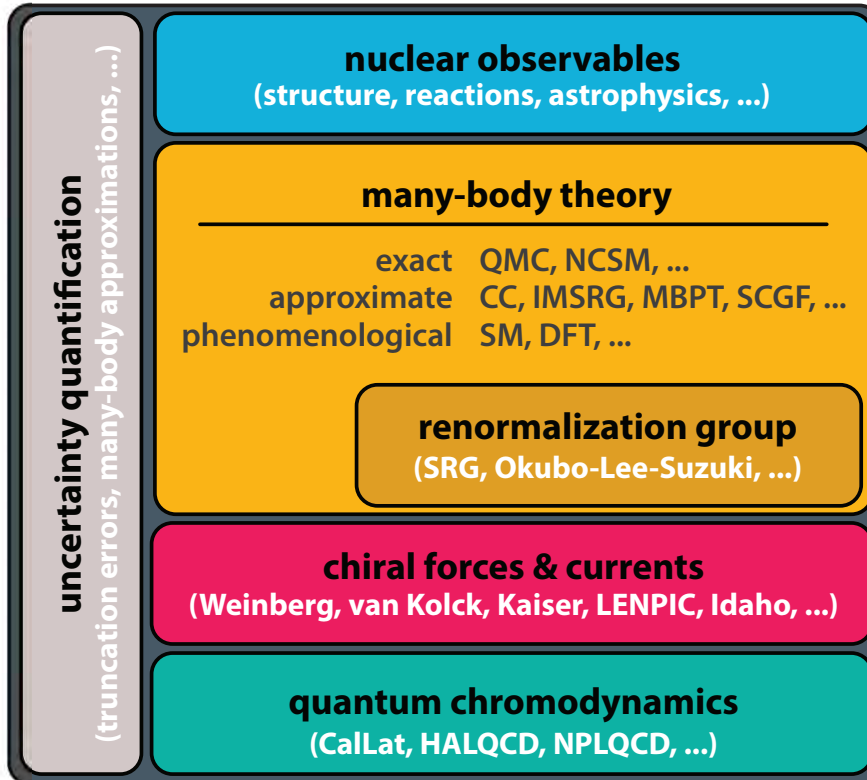 uncertainty quantification
(truncation errors, many-body approximations, ...)
nuclear observables
(structure, reactions, astrophysics, ...)
many-body theory
exact QMC, NCSM, ...
approximate CC, IMSRG, MBPT, SCGF, ...
phenomenological SM, DFT, ...
renormalization group
(SRG, Okubo-Lee-Suzuki, ...)
chiral forces & currents
(Weinberg, van Kolck, Kaiser, LENPIC, Idaho, ...)
quantum chromodynamics
(CalLat, HALQCD, NPLQCD, ...)